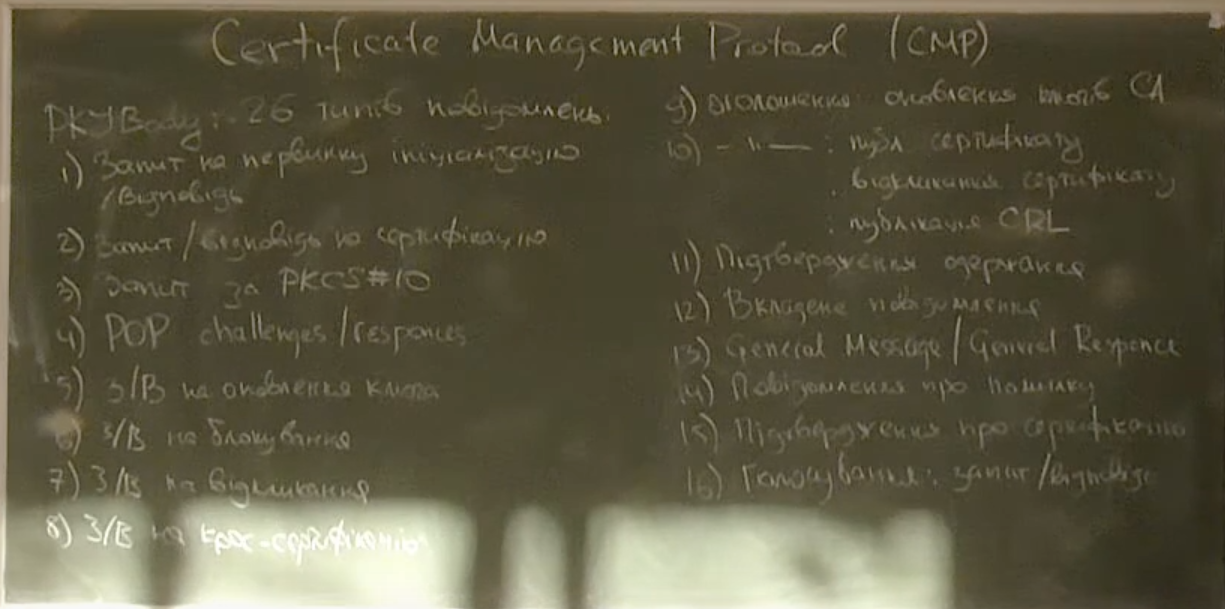 Certificate Management Protocol (CMP)
PKIBody: 26 типів повідомлень.
1) Запит на первинну ініціалізацію
/Відповідь
2) Запит/відповідь на сертифікацію
3) Запит за PKCS#10
4) POP challenges/responces
5) З/В на оновлення ключа
6) З/В на блокування
7) З/В на відкликання
8) З/В на крос-сертифікацію
9) оголошення: оновлення ключів CA
10) -"- : публ сертифікату
: відкликання сертифікату
: публікація CRL
11) Підтвердження одержання
12) Вкладене повідомлення
13) General Message/General Responce
14) Повідомлення про помилку
15) Підтвердження про сертифікацію
16) запит/відповідь